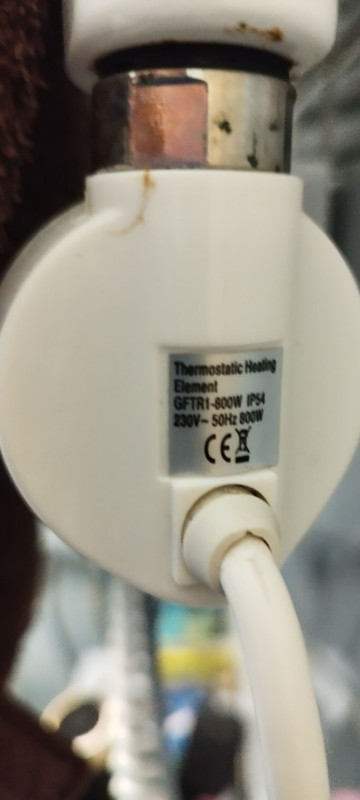 Thermostatic Heating
Element
GFTR1-800W IP54
230V~ 50Hz 800W
CE